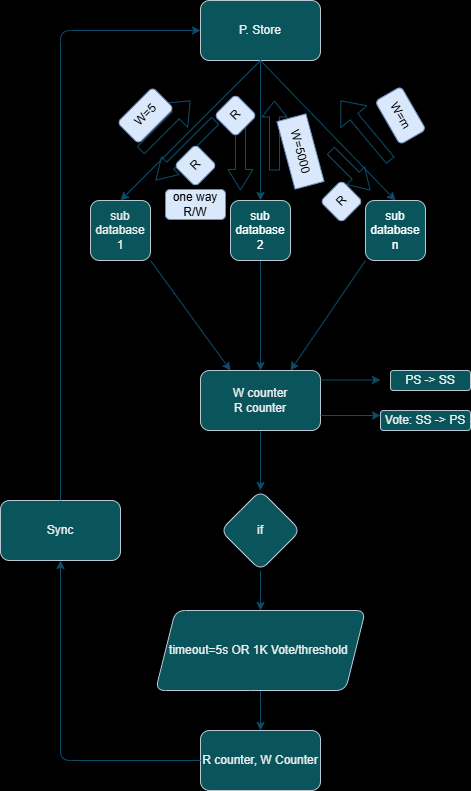 P. Store
W=5
R
W=5000
W=m
R
one way
R/W
R
sub
database
1
sub
database
2
sub
database
n
W counter
R counter
PS -> SS
Vote: SS -> PS
if
Sync
timeout=5s OR 1K Vote/threshold
R counter, W Counter